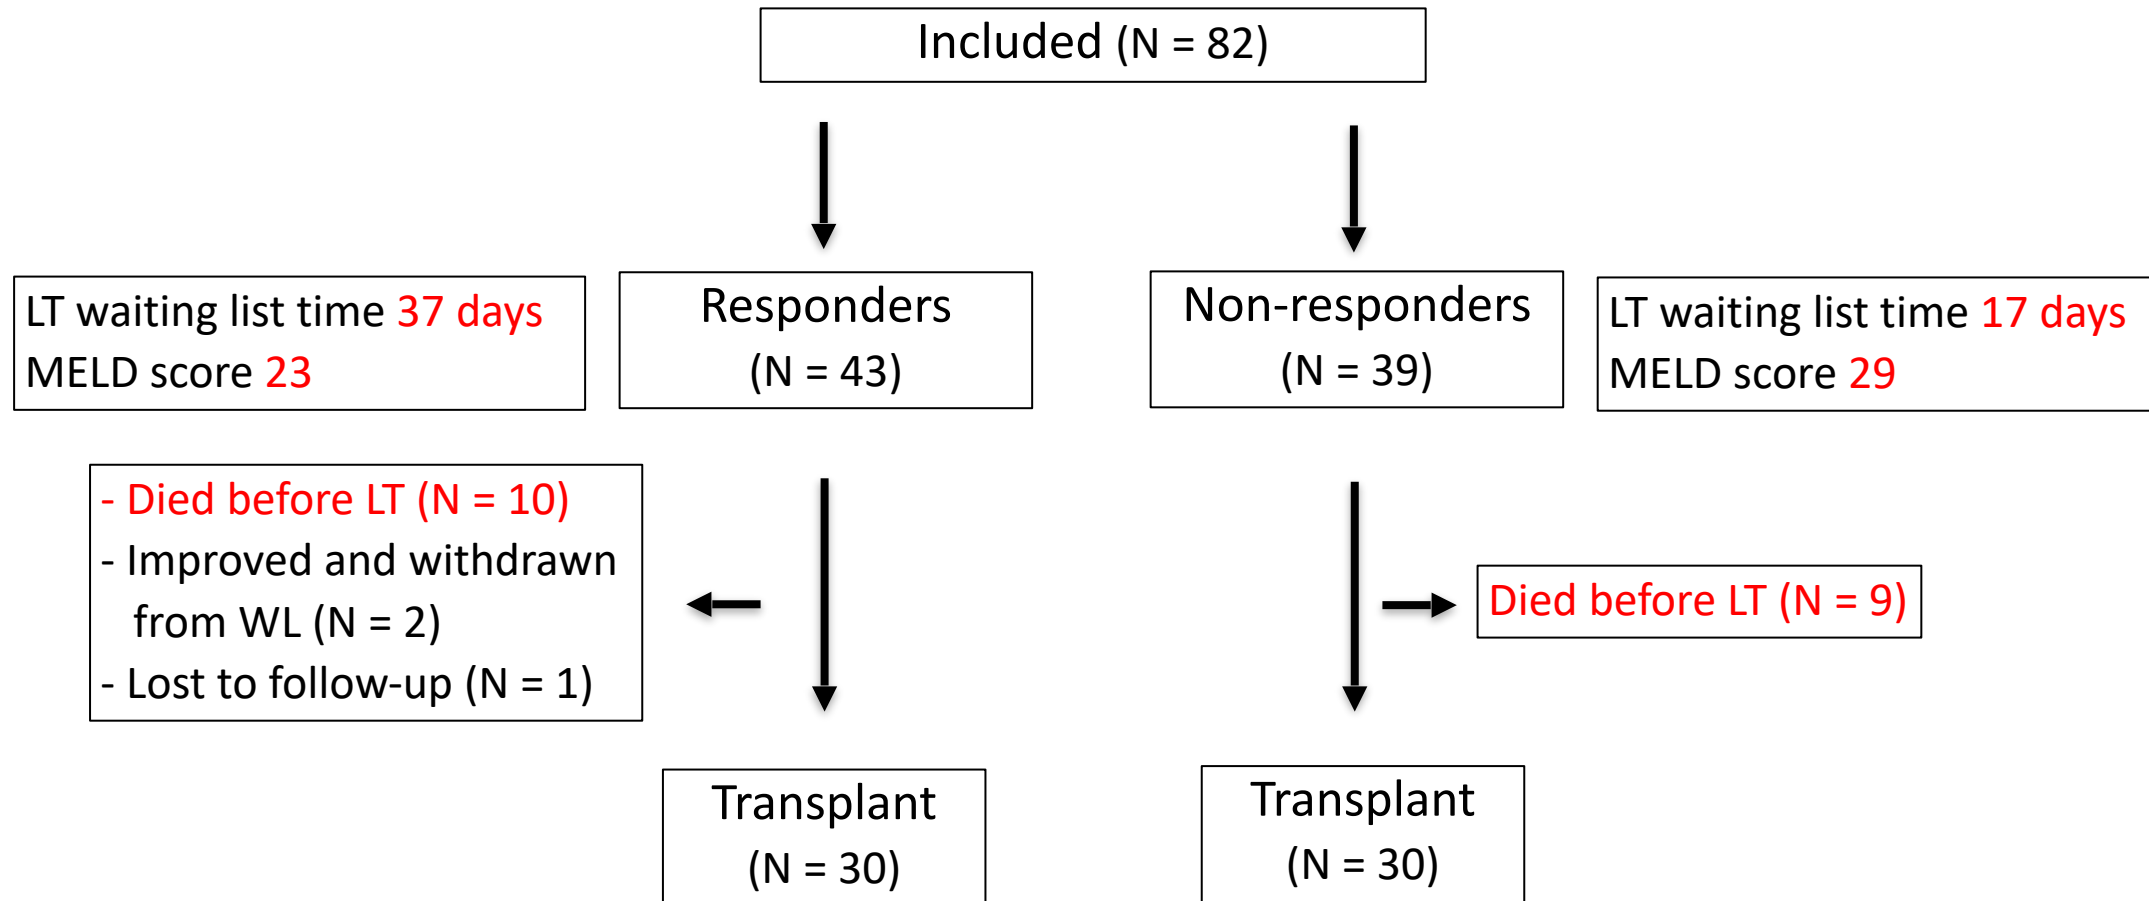 Included (N = 82)
LT waiting list time 37 days
MELD score 23
Responders
(N = 43)
Non-responders
(N = 39)
LT waiting list time 17 days
MELD score 29
- Died before LT (N = 10)
- Improved and withdrawn
from WL (N = 2)
- Lost to follow-up (N = 1)
Died before LT (N = 9)
Transplant
(N = 30)
Transplant
(N = 30)